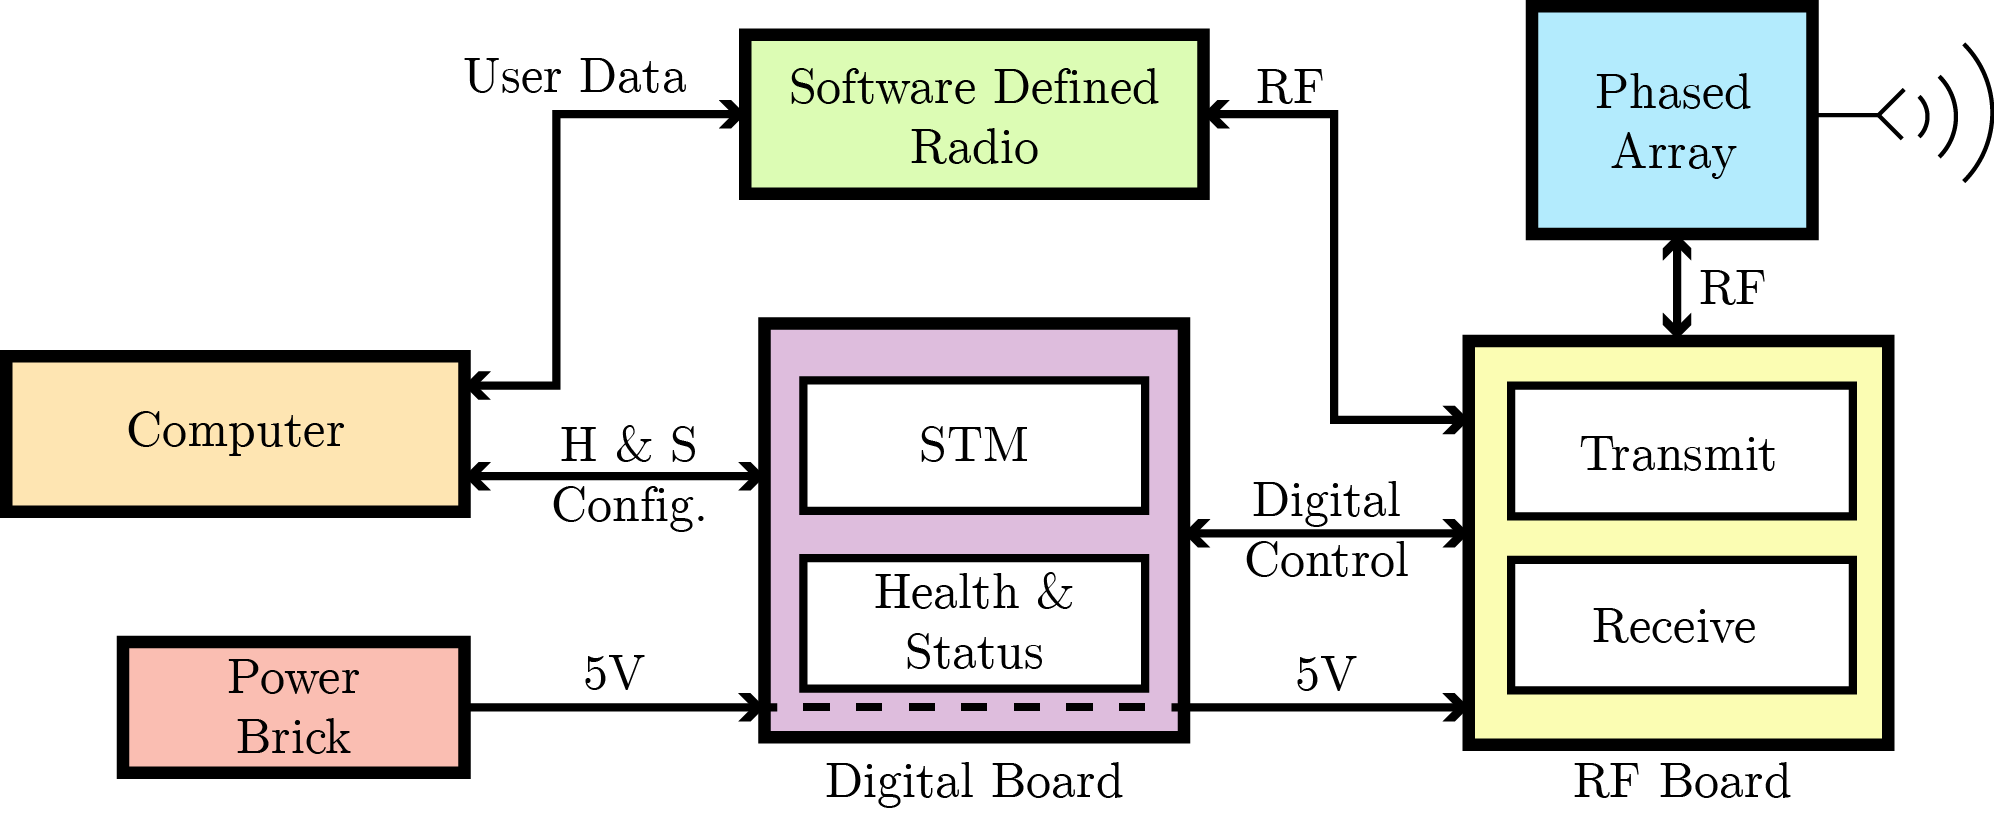 User Data
Software Defined
Radio
RF
Phased
Array
RF
Computer
H & S
Config.
STM
Health &
Status
Digital
Control
Transmit
Receive
Power
Brick
5V
5V
Digital Board
RF Board